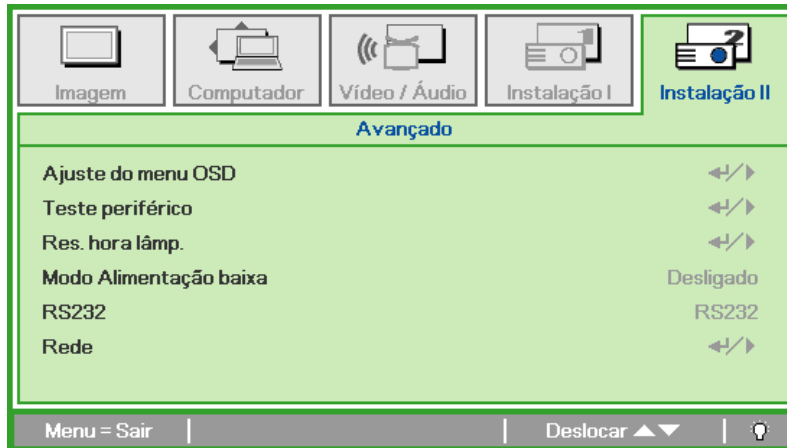 Imagem
Computador
Vídeo / Áudio
Instalação I
Instalação II
Avançado
Ajuste do menu OSD
Teste periférico
Res. hora lâmp.
Modo Alimentação baixa Desligado
RS232 RS232
Rede
Menu = Sair Deslocar